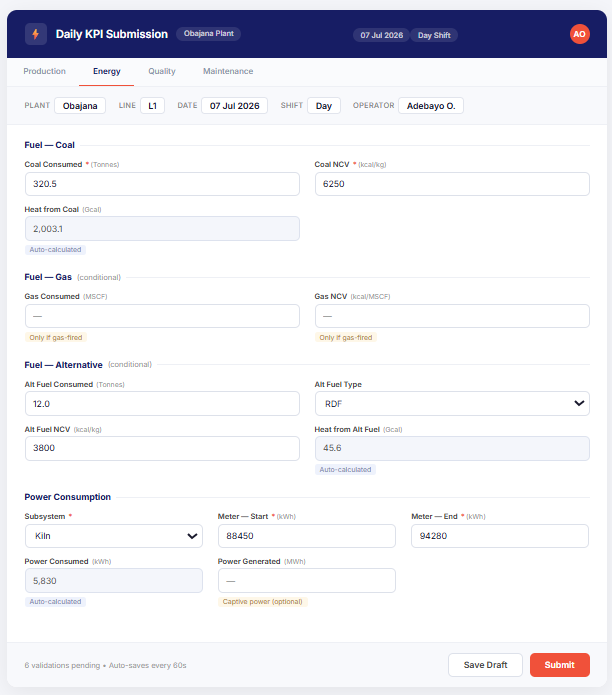 Daily KPI Submission Obajana Plant 07 Jul 2026 Day Shift AO
Production Energy Quality Maintenance
PLANT Obajana LINE L1 DATE 07 Jul 2026 SHIFT Day OPERATOR Adebayo O.
Fuel — Coal
Coal Consumed * (Tonnes) Coal NCV * (kcal/kg)
320.5 6250
Heat from Coal (Gcal)
2,003.1
Auto-calculated
Fuel — Gas (conditional)
Gas Consumed (MSCF) Gas NCV (kcal/MSCF)
— —
Only if gas-fired Only if gas-fired
Fuel — Alternative (conditional)
Alt Fuel Consumed (Tonnes) Alt Fuel Type
12.0 RDF
Alt Fuel NCV (kcal/kg) Heat from Alt Fuel (Gcal)
3800 45.6
Auto-calculated
Power Consumption
Subsystem * Meter — Start * (kWh) Meter — End * (kWh)
Kiln 88450 94280
Power Consumed (kWh) Power Generated (MWh)
5,830 —
Auto-calculated Captive power (optional)
6 validations pending • Auto-saves every 60s Save Draft Submit